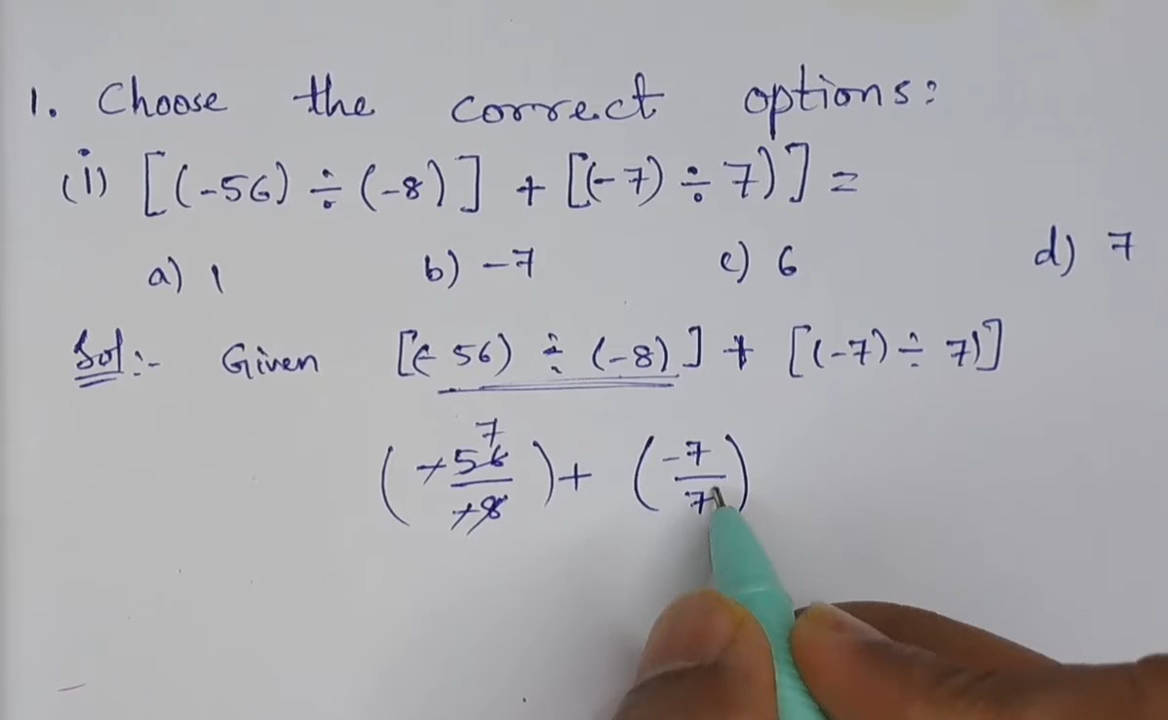 1. Choose the correct options:
(i) [(-56) ÷ (-8)] + [(-7) ÷ 7)] =
a) 1 b) -7 c) 6 d) 7
Sol:- Given [(-56) ÷ (-8)] + [(-7) ÷ 7)]
7
(-56/-8) + (-7/7)